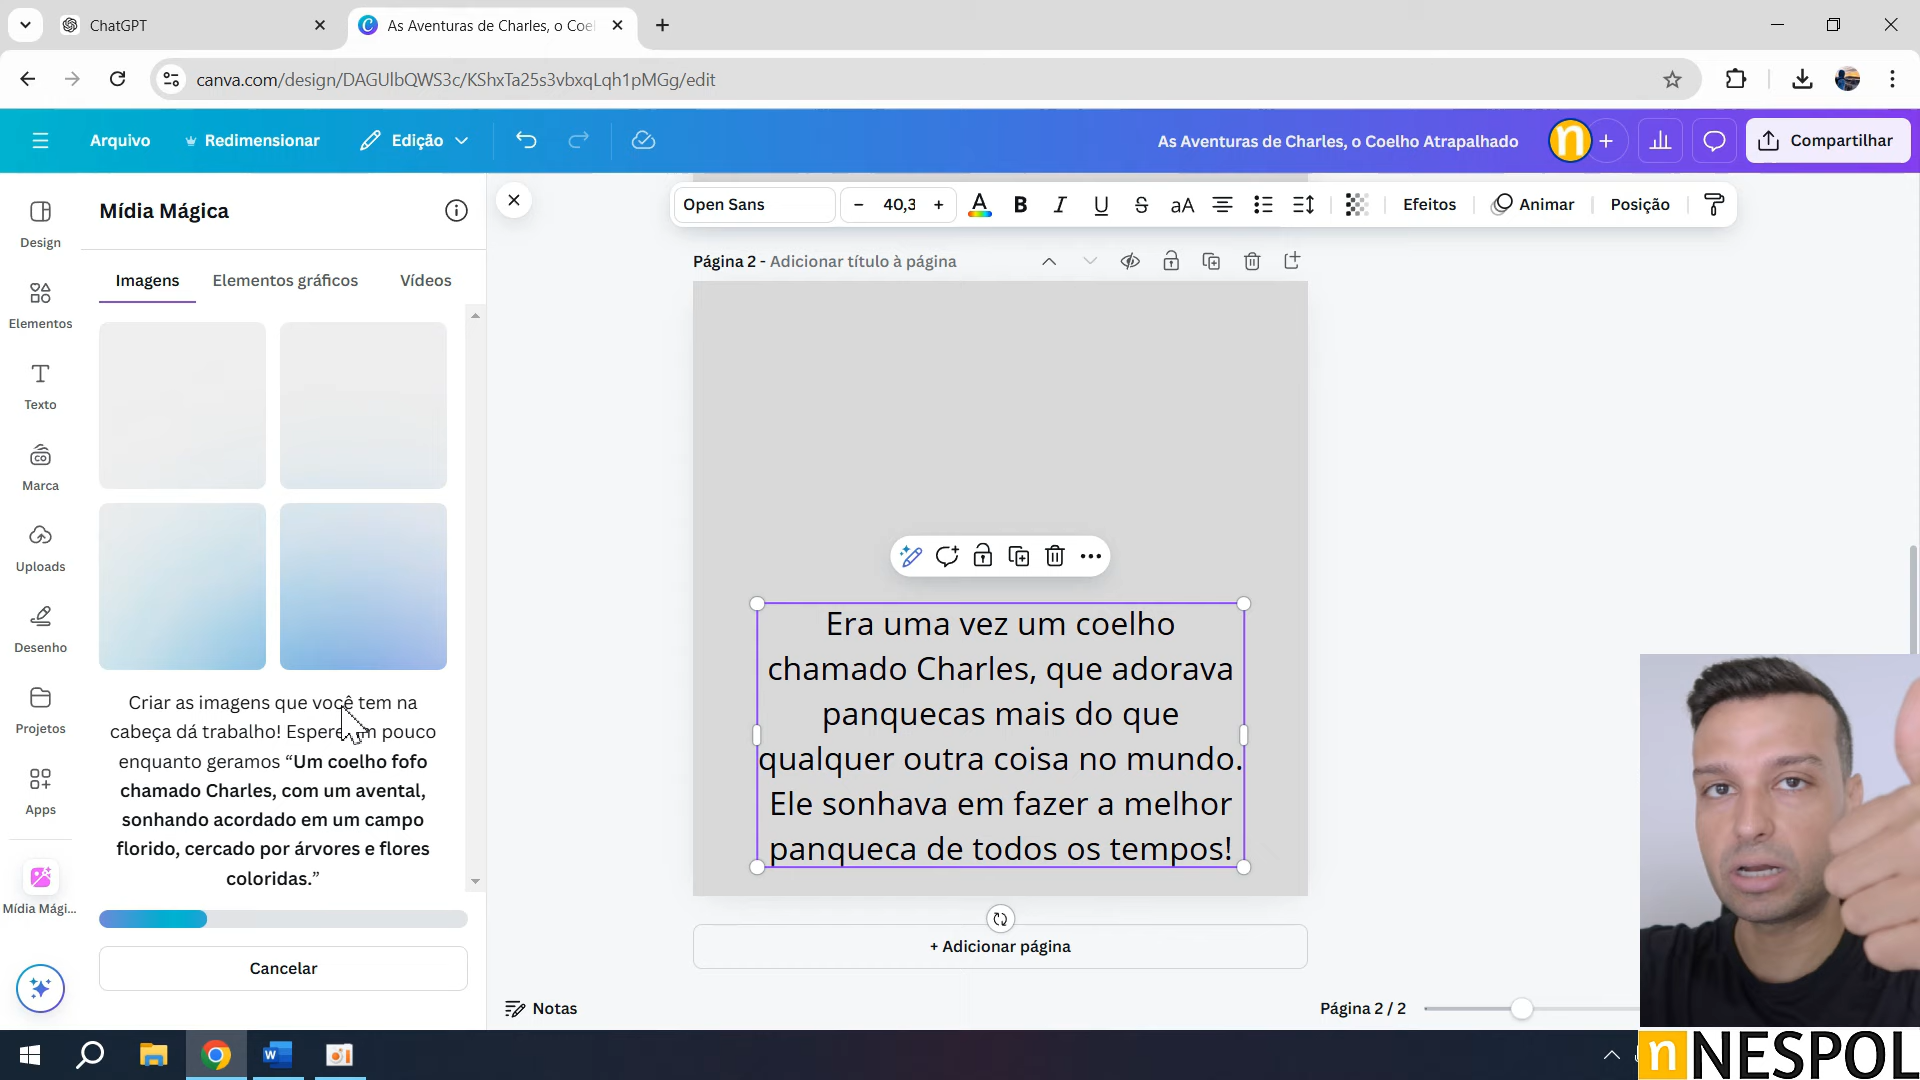 ChatGPT
As Aventuras de Charles, o Coe
canva.com/design/DAGUlbQWS3c/KShxTa25s3vbxqLqh1pMGg/edit
Arquivo
Redimensionar
Edição
As Aventuras de Charles, o Coelho Atrapalhado
n
Compartilhar
Design
Elementos
Texto
Marca
Uploads
Desenho
Projetos
Apps
Mídia Mági...
Mídia Mágica
Imagens
Elementos gráficos
Vídeos
Criar as imagens que você tem na
cabeça dá trabalho! Espere um pouco
enquanto geramos “Um coelho fofo
chamado Charles, com um avental,
sonhando acordado em um campo
florido, cercado por árvores e flores
coloridas.”
Cancelar
Open Sans
40,3
A
B
I
U
S
aA
Efeitos
Animar
Posição
Página 2 - Adicionar título à página
Era uma vez um coelho
chamado Charles, que adorava
panquecas mais do que
qualquer outra coisa no mundo.
Ele sonhava em fazer a melhor
panqueca de todos os tempos!
+ Adicionar página
Notas
Página 2 / 2
n NESPOL